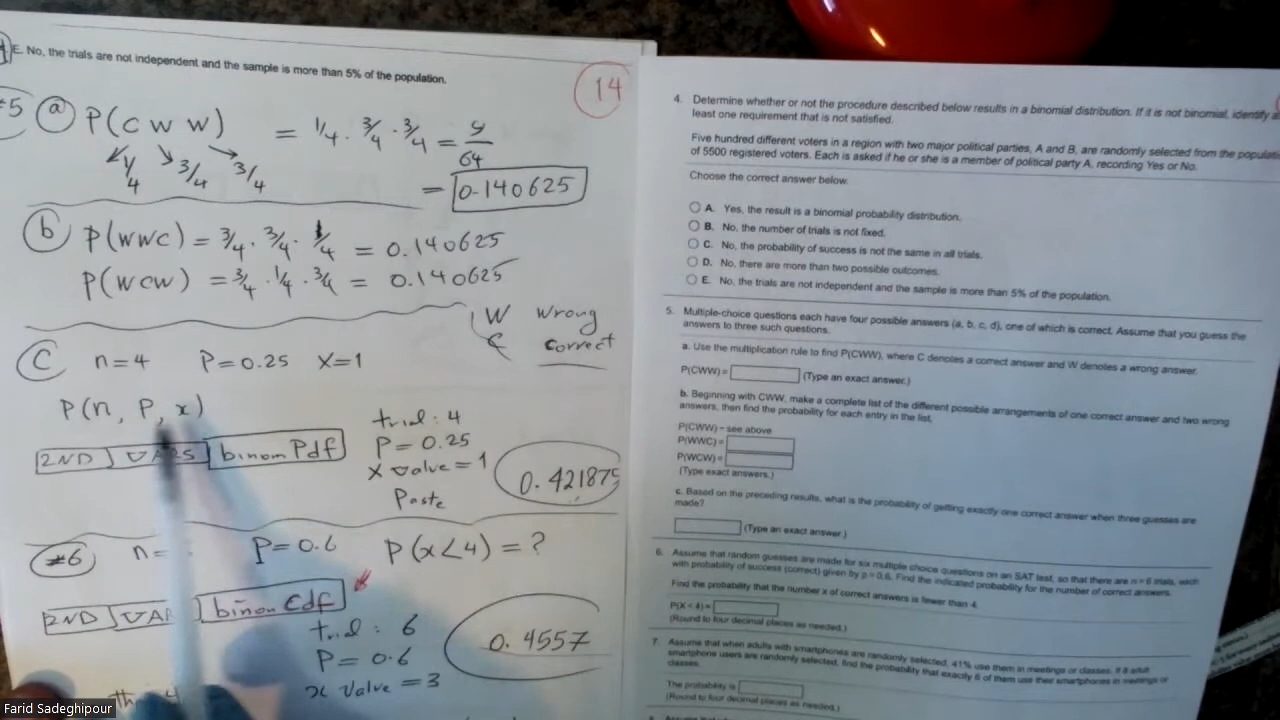 E. No, the trials are not independent and the sample is more than 5% of the population.
14
#5 (a) P(C W W) = 1/4 · 3/4 · 3/4 = 9/64
1/4 3/4 3/4
= 0.140625
(b) P(WWC) = 3/4 · 3/4 · 1/4 = 0.140625
P(WCW) = 3/4 · 1/4 · 3/4 = 0.140625
W Wrong
C Correct
(C) n=4 P=0.25 X=1
P(n, P, x)
2ND VARS binom Pdf
trial: 4
P=0.25
X value=1
Paste
0.421875
#6 n= P=0.6 P(x<4)=?
2ND VAR binom Cdf
trial: 6
P=0.6
x value=3
0.4557
th
4. Determine whether or not the procedure described below results in a binomial distribution. If it is not binomial, identify at
least one requirement that is not satisfied.
Five hundred different voters in a region with two major political parties, A and B, are randomly selected from the populati
of 5500 registered voters. Each is asked if he or she is a member of political party A, recording Yes or No.
Choose the correct answer below.
A. Yes, the result is a binomial probability distribution.
B. No, the number of trials is not fixed.
C. No, the probability of success is not the same in all trials.
D. No, there are more than two possible outcomes.
E. No, the trials are not independent and the sample is more than 5% of the population.
5. Multiple-choice questions each have four possible answers (a, b, c, d), one of which is correct. Assume that you guess the
answers to three such questions.
a. Use the multiplication rule to find P(CWW), where C denotes a correct answer and W denotes a wrong answer.
P(CWW) = (Type an exact answer.)
b. Beginning with CWW, make a complete list of the different possible arrangements of one correct answer and two wrong
answers, then find the probability for each entry in the list.
P(CWW) – see above
P(WWC) =
P(WCW) =
(Type exact answers.)
c. Based on the preceding results, what is the probability of getting exactly one correct answer when three guesses are
made?
(Type an exact answer.)
6. Assume that random guesses are made for six multiple choice questions on an SAT test, so that there are n = 6 trials, each
with probability of success (correct) given by p = 0.6. Find the indicated probability for the number of correct answers.
Find the probability that the number x of correct answers is fewer than 4.
P(X < 4) =
(Round to four decimal places as needed.)
7. Assume that when adults with smartphones are randomly selected, 41% use them in meetings or classes. If 8 adult
smartphone users are randomly selected, find the probability that exactly 6 of them use their smartphones in meetings or
classes.
The probability is
(Round to four decimal places as needed.)
Farid Sadeghipour